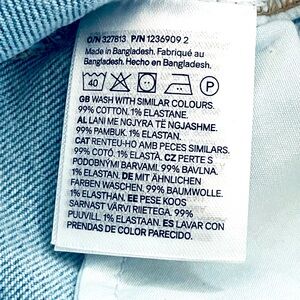 O/N 327813 P/N 1236909 2
Made in Bangladesh. Fabriqué au
Bangladesh. Hecho en Bangladesh.
40 P
GB WASH WITH SIMILAR COLOURS.
99% COTTON, 1% ELASTANE.
AL LANI ME NGJYRA TË NGJASHME.
99% PAMBUK, 1% ELASTAN.
CAT RENTEU-HO AMB PECES SIMILARS.
99% COTÓ, 1% ELASTÀ. CZ PERTE S
PODOBNÝMI BARVAMI. 99% BAVLNA,
1% ELASTAN. DE MIT ÄHNLICHEN
FARBEN WASCHEN. 99% BAUMWOLLE,
1% ELASTHAN. EE PESE KOOS
SARNAST VÄRVI RIIETEGA. 99%
PUUVILL, 1% ELASTAAN. ES LAVAR CON
PRENDAS DE COLOR PARECIDO.